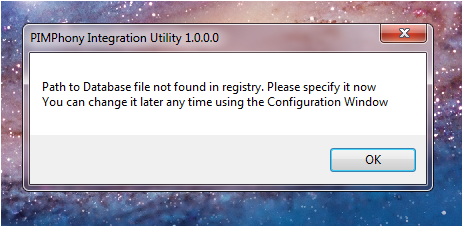 PIMPhony Integration Utility 1.0.0.0
Path to Database file not found in registry. Please specify it now
You can change it later any time using the Configuration Window
OK